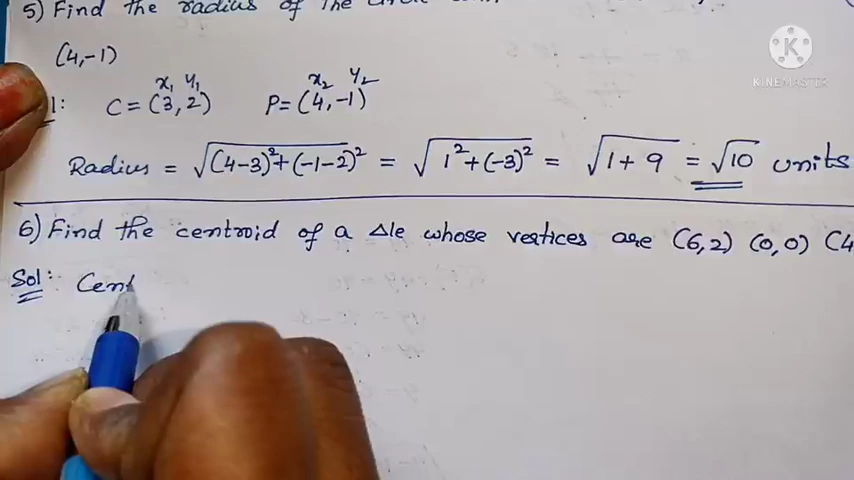 5) Find the radius of the circle
(4,-1)
x₁ y₁ x₂ y₂
: C = (3, 2) P = (4, -1)
Radius = √(4-3)²+(-1-2)² = √1²+(-3)² = √1+9 = √10 units
6) Find the centroid of a Δle whose vertices are (6,2) (0,0) (4
Sol: Cent
KINEMASTER